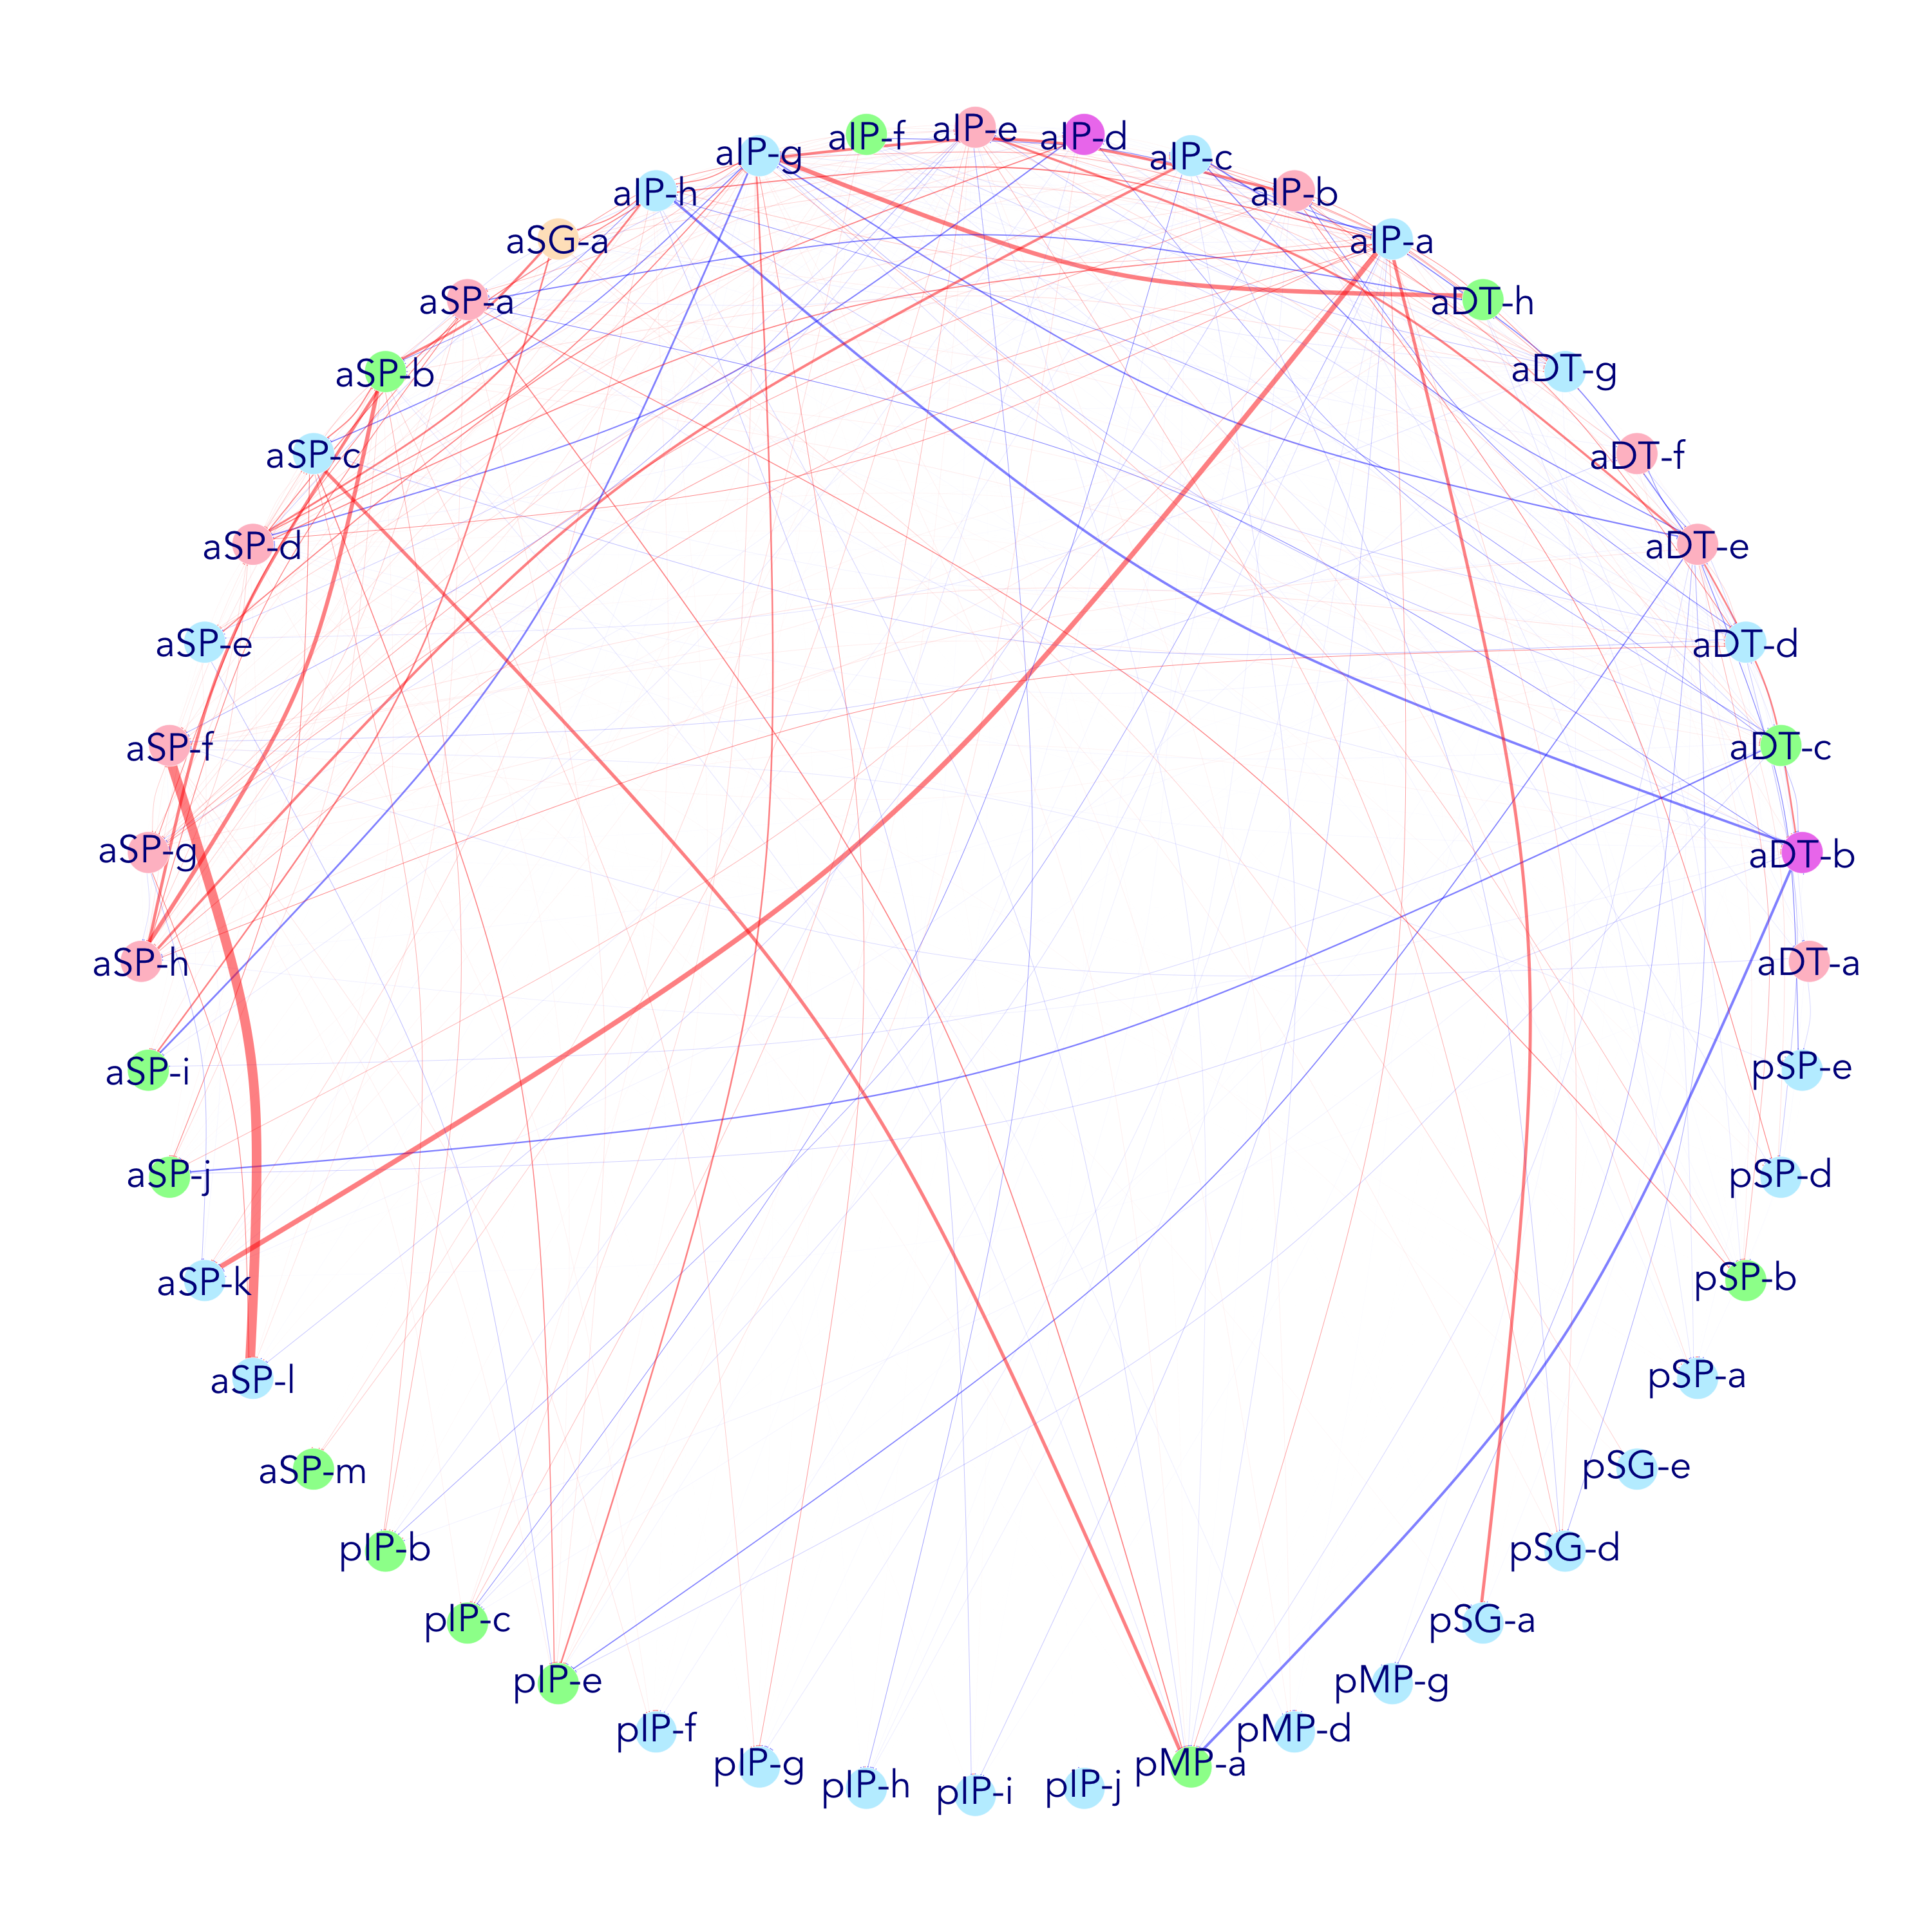 aIP-e
aIP-f
aIP-d
aIP-g
aIP-c
aIP-h
aIP-b
aSG-a
aIP-a
aSP-a
aDT-h
aSP-b
aDT-g
aSP-c
aDT-f
aSP-d
aDT-e
aSP-e
aDT-d
aSP-f
aDT-c
aSP-g
aDT-b
aSP-h
aDT-a
aSP-i
pSP-e
aSP-j
pSP-d
aSP-k
pSP-b
aSP-l
pSP-a
aSP-m
pSG-e
pIP-b
pSG-d
pIP-c
pSG-a
pIP-e
pMP-g
pIP-f
pMP-d
pIP-g
pMP-a
pIP-h
pIP-j
pIP-i